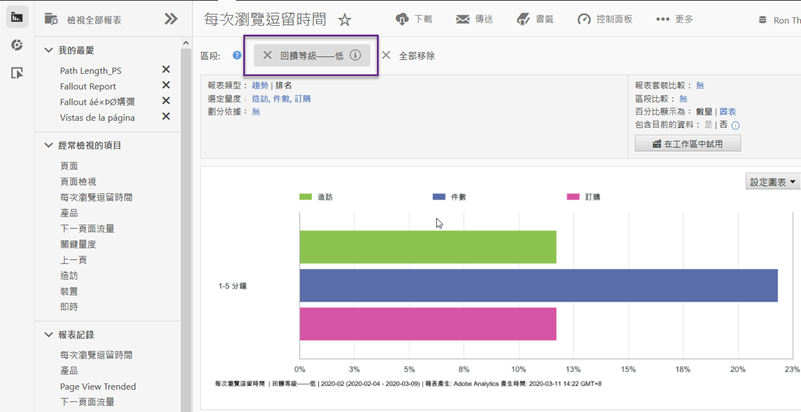 檢視全部報表
每次瀏覽逗留時間
下載
傳送
書籤
控制面板
更多
Ron Th
我的最愛
Path Length_PS
Fallout Report
Fallout áé×ÞØ媾彌
Vistas de la página
經常檢視的項目
頁面
頁面檢視
每次瀏覽逗留時間
產品
下一頁面流量
關鍵量度
上一頁
造訪
裝置
即時
報表記錄
每次瀏覽逗留時間
產品
Page View Trended
下一頁面流量
區段:
回饋等級——低
全部移除
報表類型: 趨勢 | 排名
選定量度: 造訪, 件數, 訂購
劃分依據: 無
報表套裝比較: 無
區段比較: 無
百分比顯示為: 數量 | 圖表
包含目前的資料: 是 | 否
在工作區中試用
設定圖表
造訪
件數
訂購
1-5 分鐘
0% 3% 5% 8% 10% 13% 15% 18% 20% 23%
每次瀏覽逗留時間 | 回饋等級——低 | 2020-02 (2020-02-04 - 2020-03-09) | 報表產生: Adobe Analytics 產生時間: 2020-03-11 14:22 GMT+8